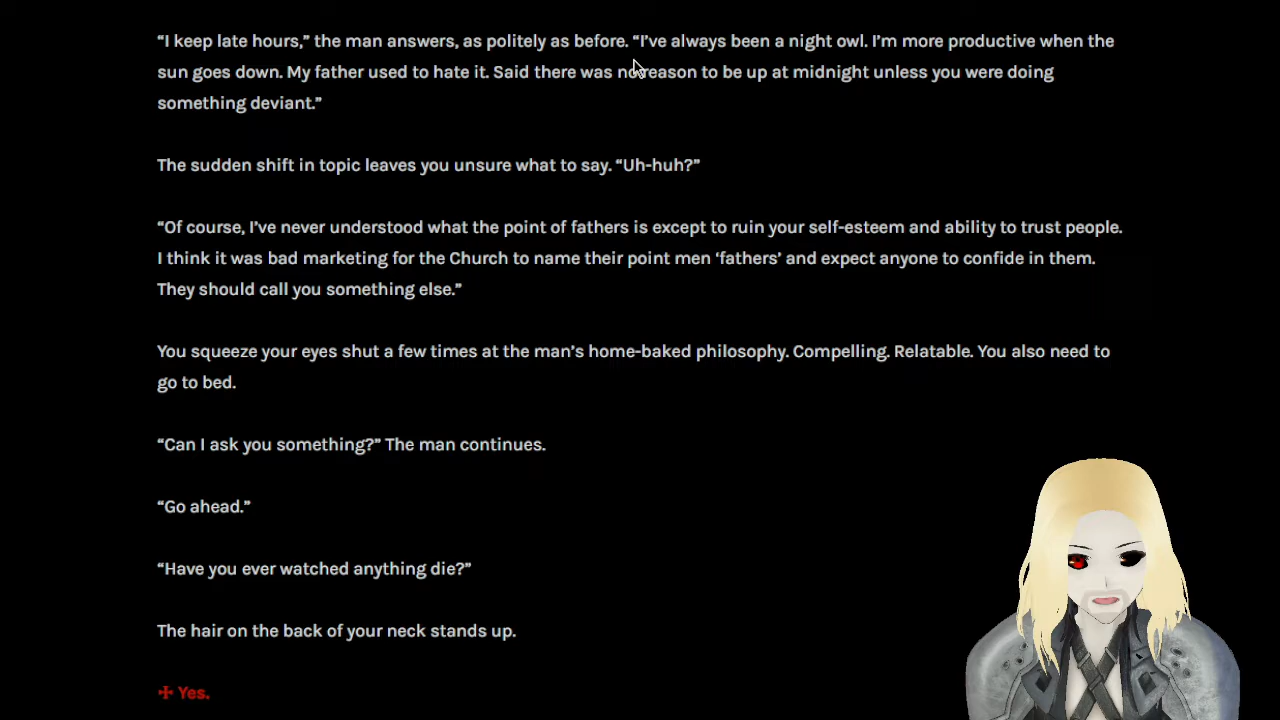 “I keep late hours,” the man answers, as politely as before. “I’ve always been a night owl. I’m more productive when the
sun goes down. My father used to hate it. Said there was no reason to be up at midnight unless you were doing
something deviant.”
The sudden shift in topic leaves you unsure what to say. “Uh-huh?”
“Of course, I’ve never understood what the point of fathers is except to ruin your self-esteem and ability to trust people.
I think it was bad marketing for the Church to name their point men ‘fathers’ and expect anyone to confide in them.
They should call you something else.”
You squeeze your eyes shut a few times at the man’s home-baked philosophy. Compelling. Relatable. You also need to
go to bed.
“Can I ask you something?” The man continues.
“Go ahead.”
“Have you ever watched anything die?”
The hair on the back of your neck stands up.
✢ Yes.